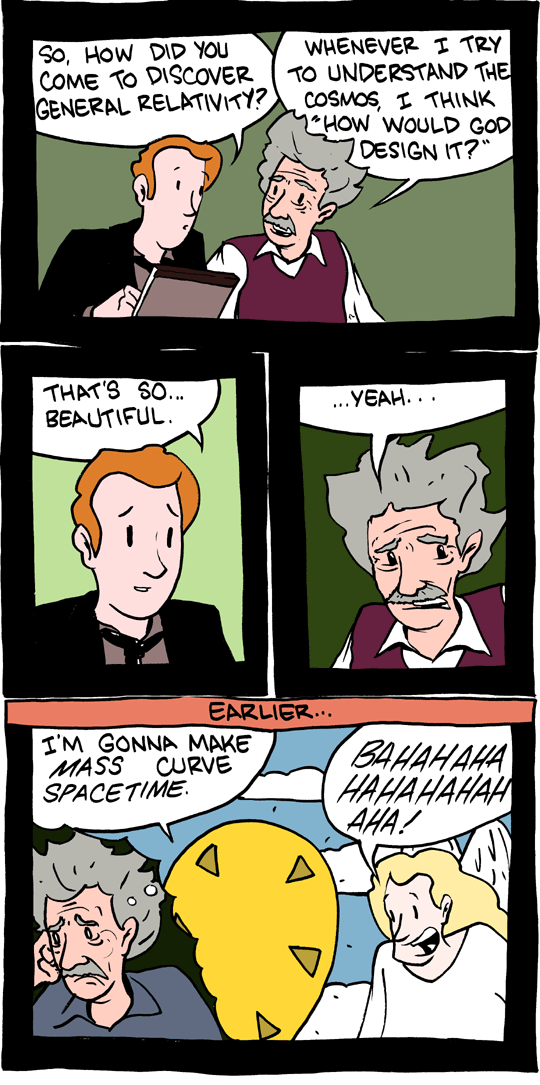 SO, HOW DID YOU
COME TO DISCOVER
GENERAL RELATIVITY?
WHENEVER I TRY
TO UNDERSTAND THE
COSMOS, I THINK
"HOW WOULD GOD
DESIGN IT?"
THAT'S SO...
BEAUTIFUL.
...YEAH...
EARLIER...
I'M GONNA MAKE
MASS CURVE
SPACETIME.
BAHAHAHA
HAHAHAHAH
AHA!